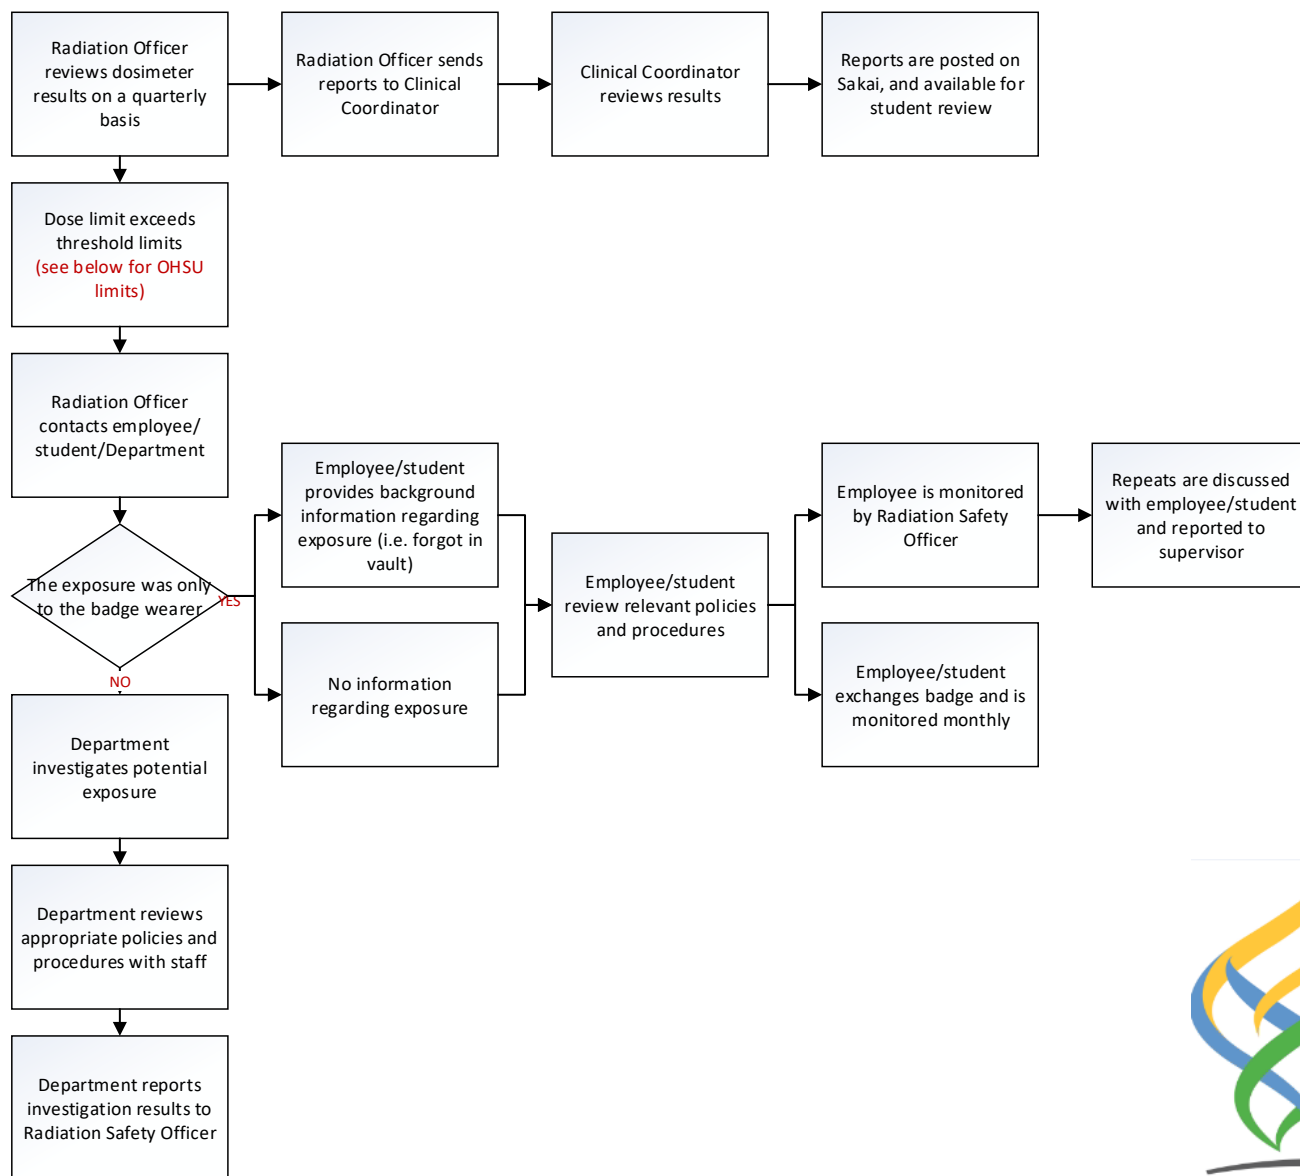 Radiation Officer
reviews dosimeter
results on a quarterly
basis
Radiation Officer sends
reports to Clinical
Coordinator
Clinical Coordinator
reviews results
Reports are posted on
Sakai, and available for
student review
Dose limit exceeds
threshold limits
(see below for OHSU
limits)
Radiation Officer
contacts employee/
student/Department
The exposure was only
to the badge wearer
YES
NO
Employee/student
provides background
information regarding
exposure (i.e. forgot in
vault)
No information
regarding exposure
Employee/student
review relevant policies
and procedures
Employee is monitored
by Radiation Safety
Officer
Repeats are discussed
with employee/student
and reported to
supervisor
Employee/student
exchanges badge and is
monitored monthly
Department
investigates potential
exposure
Department reviews
appropriate policies and
procedures with staff
Department reports
investigation results to
Radiation Safety Officer